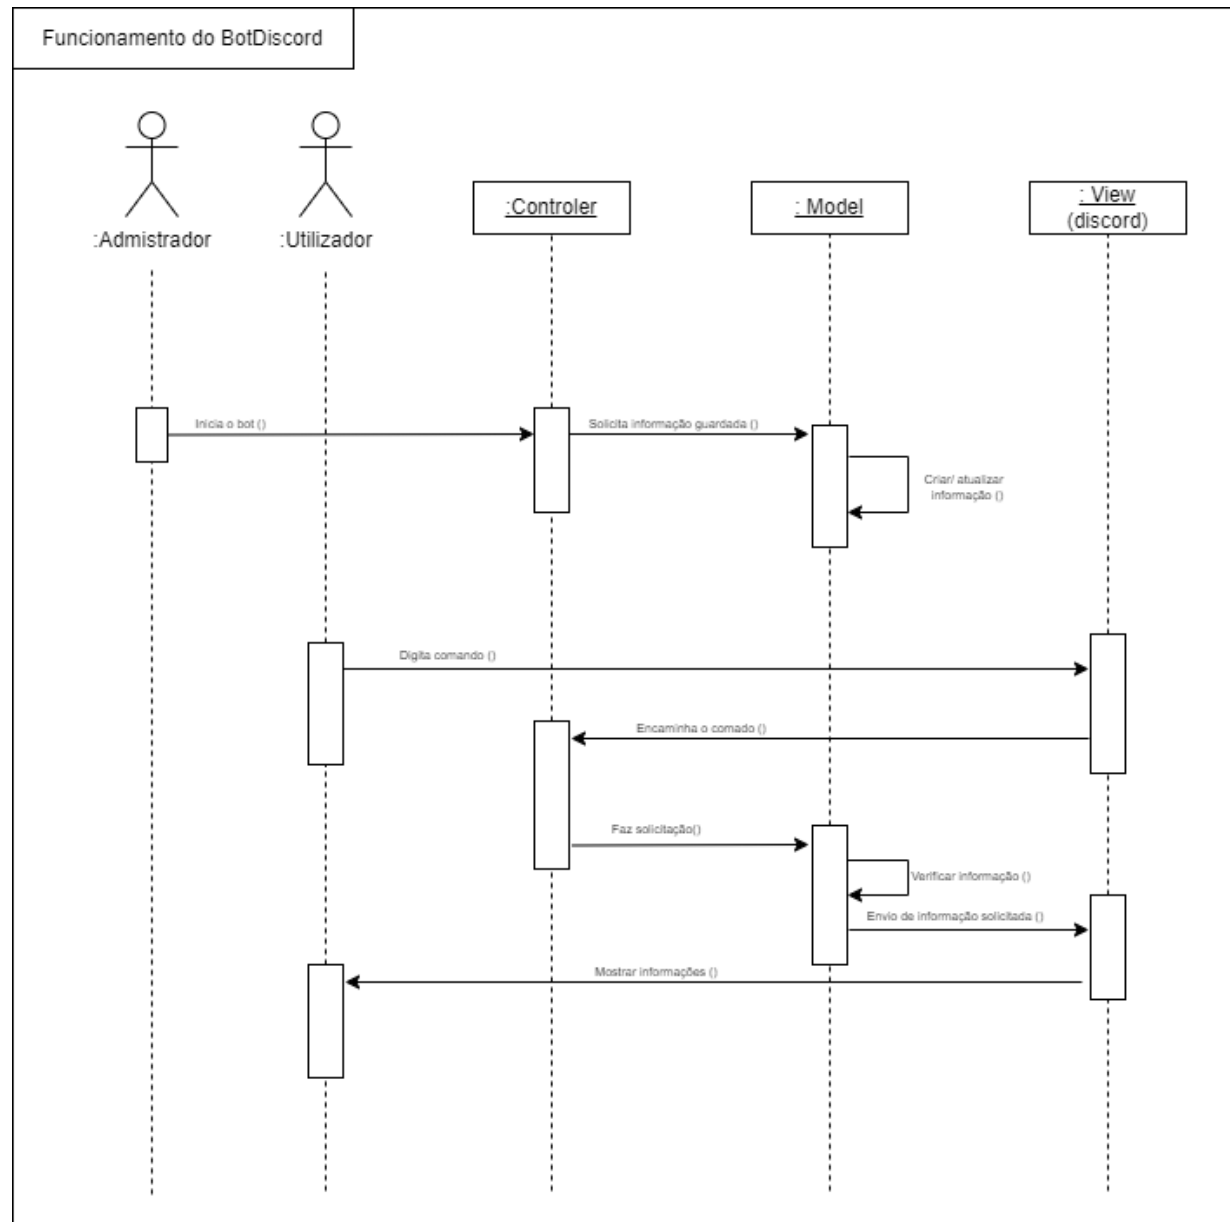 Funcionamento do BotDiscord
:Admistrador
:Utilizador
:Controler
: Model
: View
(discord)
Inicia o bot ()
Solicita informação guardada ()
Criar/ atualizar
informação ()
Digita comando ()
Encaminha o comado ()
Faz solicitação()
Verificar informação ()
Envio de informação solicitada ()
Mostrar informações ()